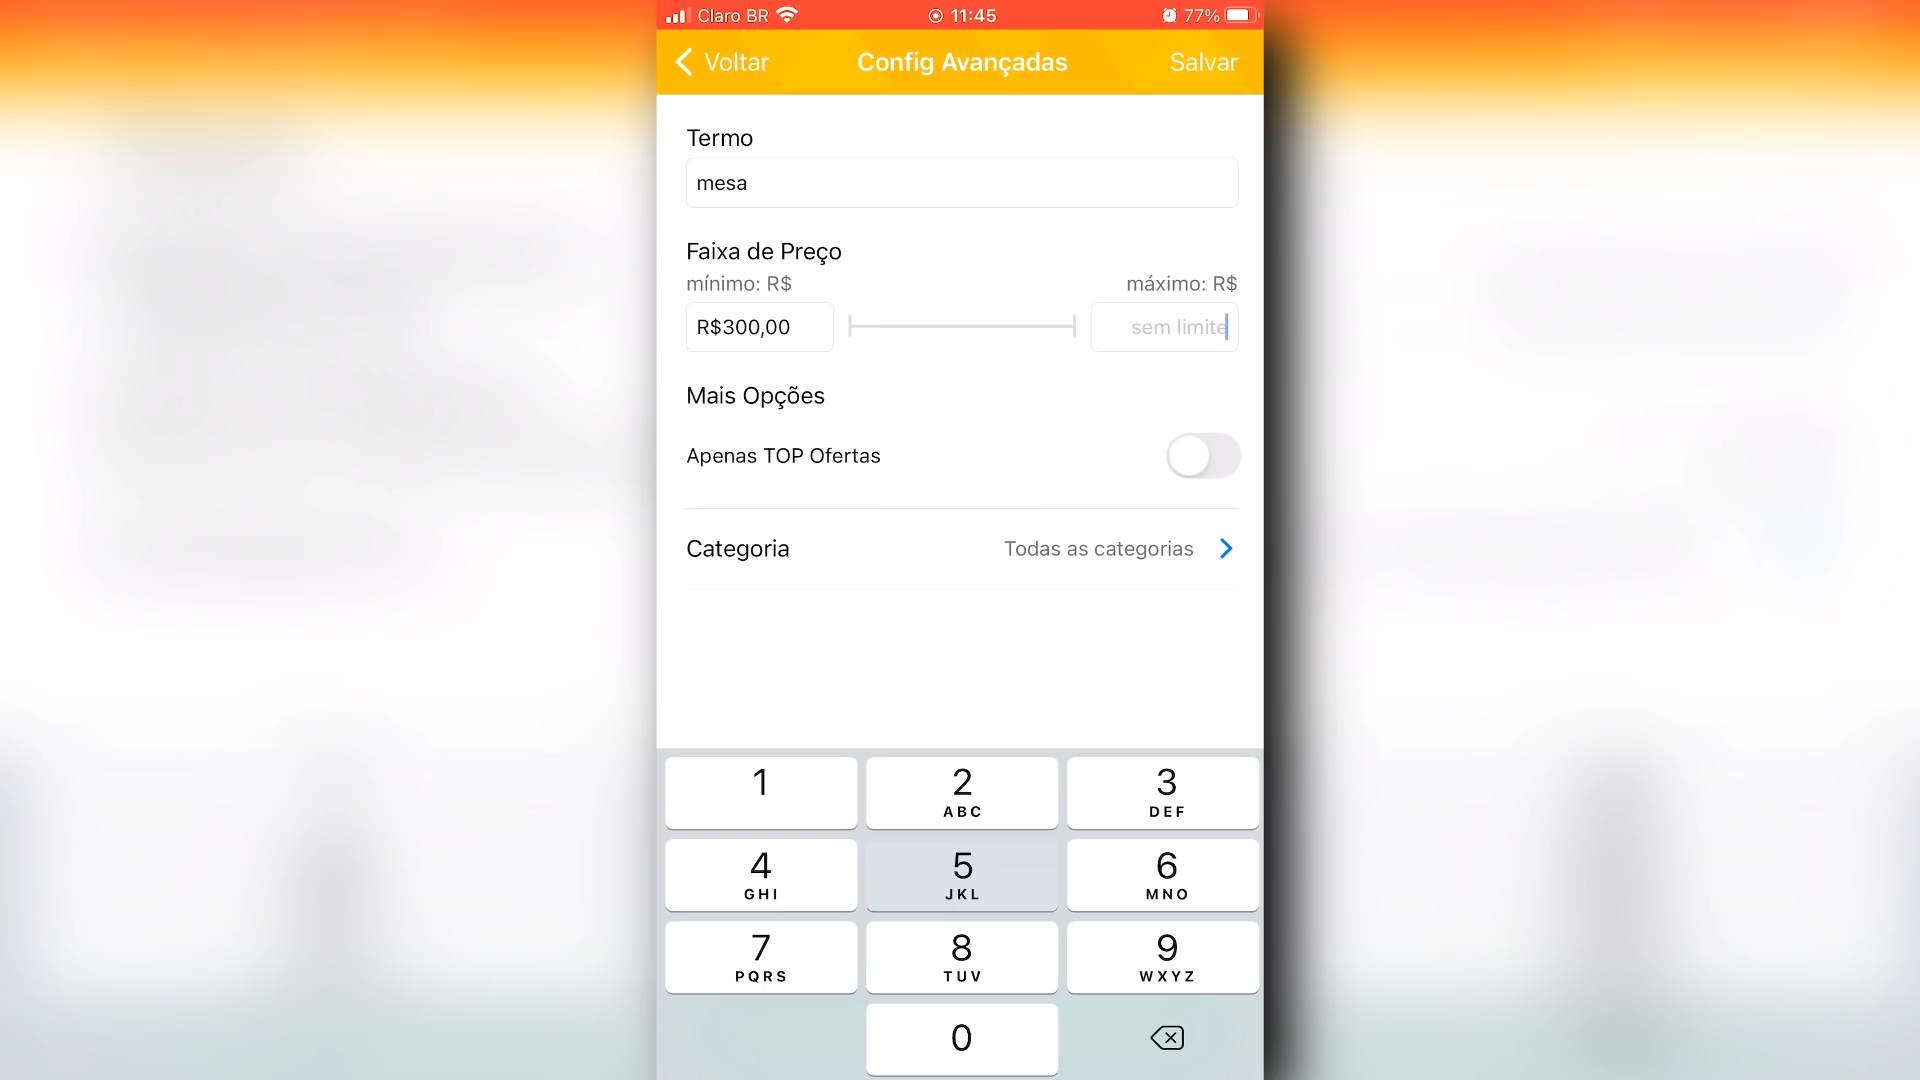 Claro BR 11:45 77%
Voltar Config Avançadas Salvar
Termo
mesa
Faixa de Preço
mínimo: R$ máximo: R$
R$300,00 sem limite
Mais Opções
Apenas TOP Ofertas
Categoria Todas as categorias
1 2 3
ABC DEF
4 5 6
GHI JKL MNO
7 8 9
PQRS TUV WXYZ
0